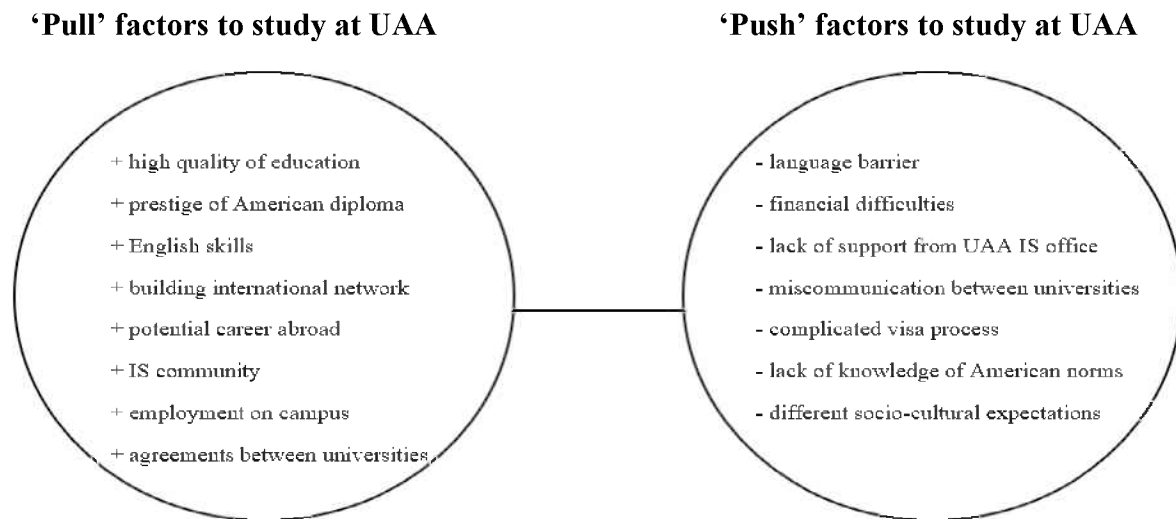 ‘Pull’ factors to study at UAA
+ high quality of education
+ prestige of American diploma
+ English skills
+ building international network
+ potential career abroad
+ IS community
+ employment on campus
+ agreements between universities
‘Push’ factors to study at UAA
- language barrier
- financial difficulties
- lack of support from UAA IS office
- miscommunication between universities
- complicated visa process
- lack of knowledge of American norms
- different socio-cultural expectations